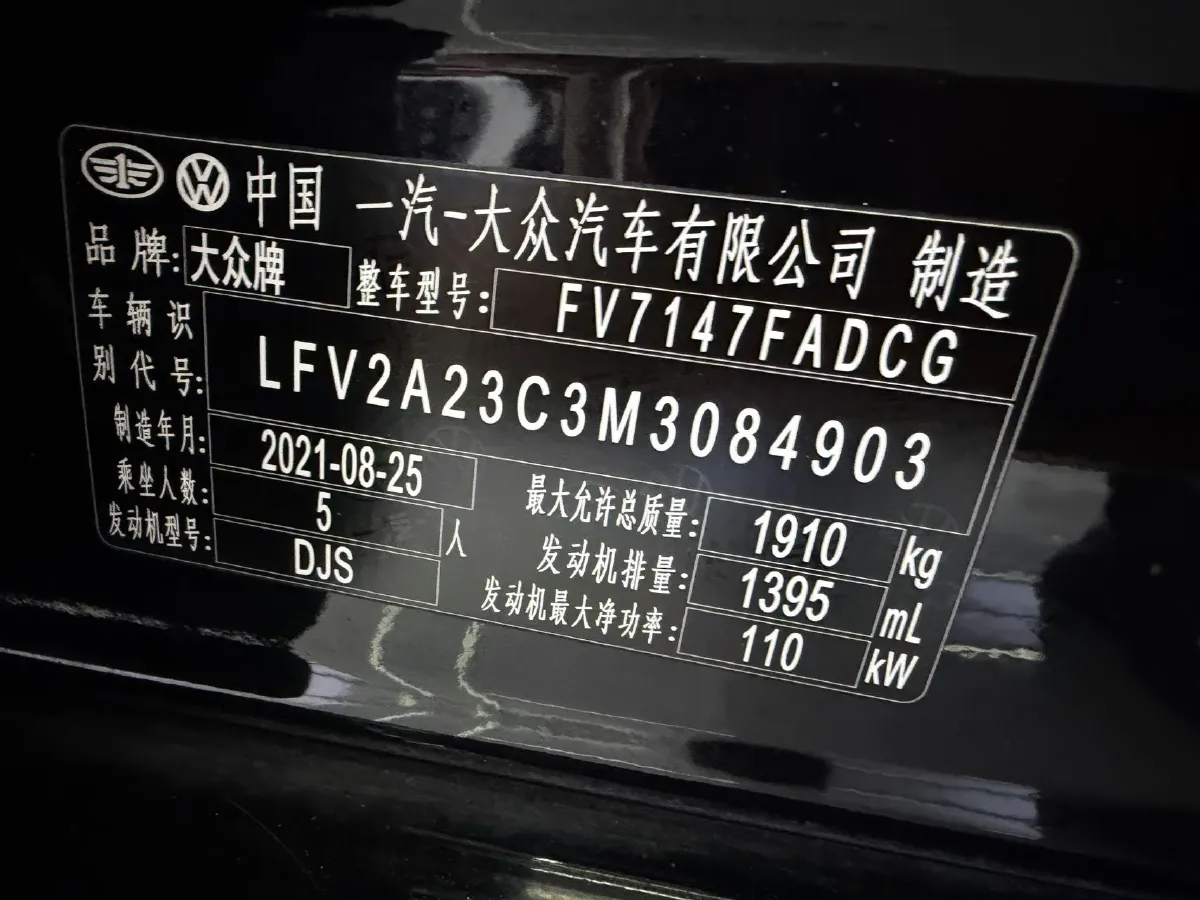 中国 一汽-大众汽车有限公司 制造
品牌: 大众牌 整车型号: FV7147FADCG
车辆识别代号: LFV2A23C3M3084903
制造年月: 2021-08-25
乘坐人数: 5 人
发动机型号: DJS
最大允许总质量: 1910 kg
发动机排量: 1395 mL
发动机最大净功率: 110 kW